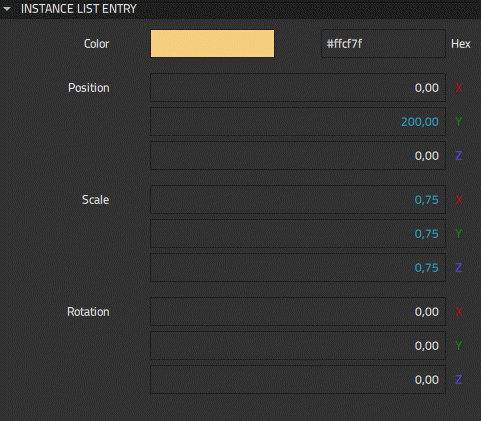 INSTANCE LIST ENTRY
Color #ffcf7f Hex
Position 0,00 X
200,00 Y
0,00 Z
Scale 0,75 X
0,75 Y
0,75 Z
Rotation 0,00 X
0,00 Y
0,00 Z